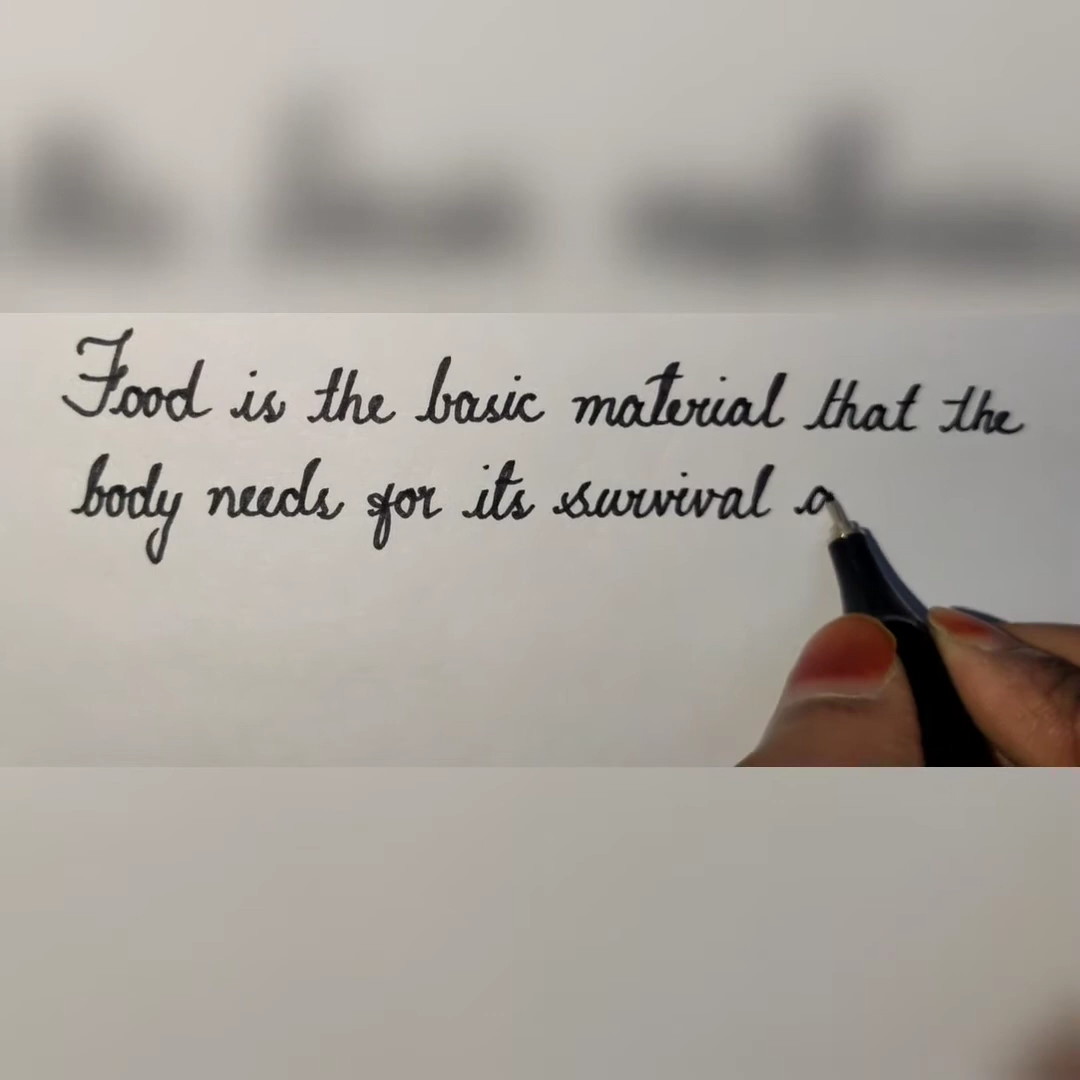 Food is the basic material that the
body needs for its survival a